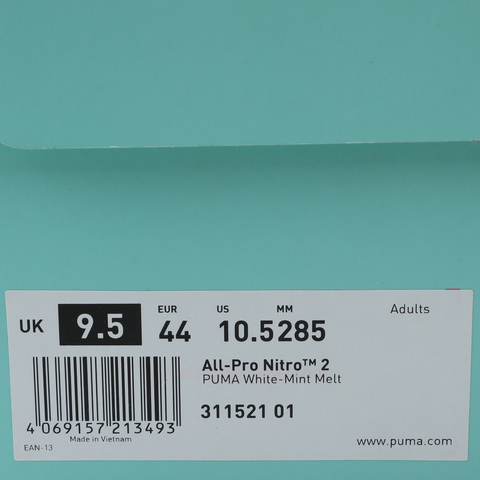 Adults
EUR US MM
UK 9.5 44 10.5 285
All-Pro Nitro™ 2
PUMA White-Mint Melt
311521 01
4 069157 213493
Made in Vietnam
EAN-13
www.puma.com